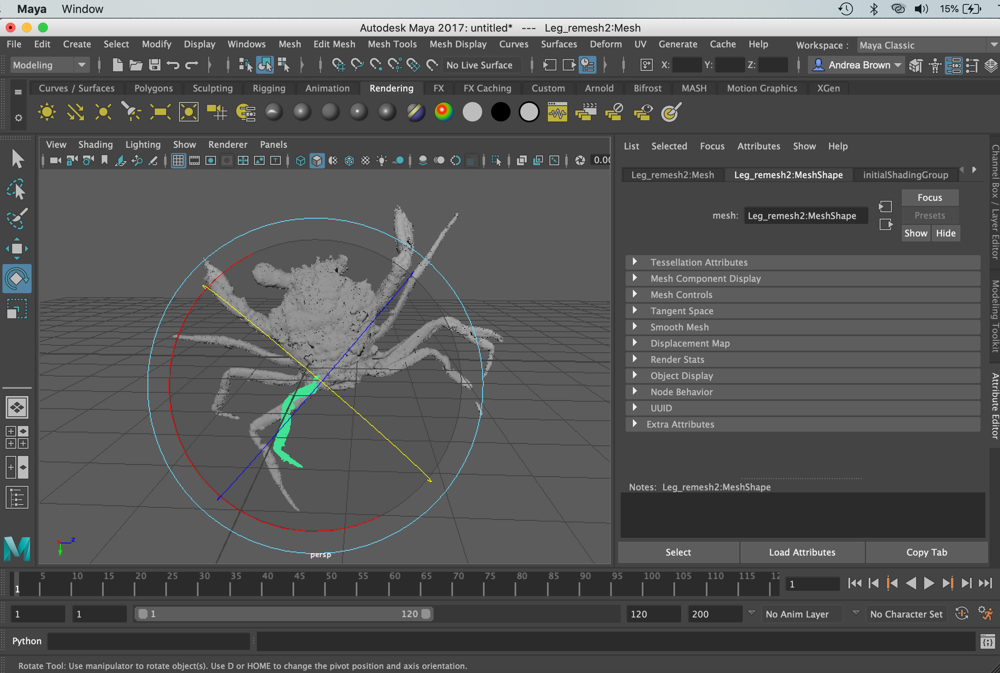 Maya Window 15%
Autodesk Maya 2017: untitled* --- Leg_remesh2:Mesh
File Edit Create Select Modify Display Windows Mesh Edit Mesh Mesh Tools Mesh Display Curves Surfaces Deform UV Generate Cache Help Workspace : Maya Classic
Modeling No Live Surface X: Y: Z: Andrea Brown
Curves / Surfaces Polygons Sculpting Rigging Animation Rendering FX FX Caching Custom Arnold Bifrost MASH Motion Graphics XGen
View Shading Lighting Show Renderer Panels
0.00
persp
x z y
List Selected Focus Attributes Show Help
Leg_remesh2:Mesh Leg_remesh2:MeshShape initialShadingGroup
Focus
mesh: Leg_remesh2:MeshShape Presets
Show Hide
Tessellation Attributes
Mesh Component Display
Mesh Controls
Tangent Space
Smooth Mesh
Displacement Map
Render Stats
Object Display
Node Behavior
UUID
Extra Attributes
Notes: Leg_remesh2:MeshShape
Select Load Attributes Copy Tab
Channel Box / Layer Editor
Modeling Toolkit
Attribute Editor
5 10 15 20 25 30 35 40 45 50 55 60 65 70 75 80 85 90 95 100 105 110 115 12
1 1
1 1 1 120 120 200 No Anim Layer No Character Set
Python
Rotate Tool: Use manipulator to rotate object(s). Use D or HOME to change the pivot position and axis orientation.